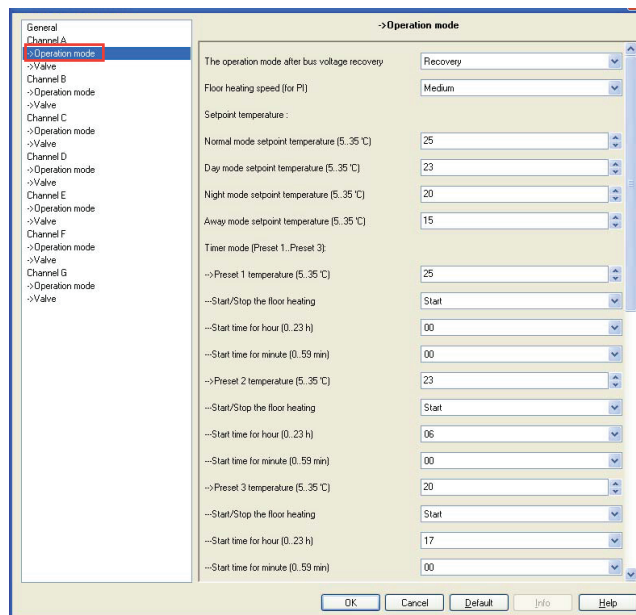 General
Channel A
->Operation mode
->Valve
Channel B
->Operation mode
->Valve
Channel C
->Operation mode
->Valve
Channel D
->Operation mode
->Valve
Channel E
->Operation mode
->Valve
Channel F
->Operation mode
->Valve
Channel G
->Operation mode
->Valve
->Operation mode
The operation mode after bus voltage recovery Recovery
Floor heating speed (for PI) Medium
Setpoint temperature :
Normal mode setpoint temperature (5..35 ℃) 25
Day mode setpoint temperature (5..35 ℃) 23
Night mode setpoint temperature (5..35 ℃) 20
Away mode setpoint temperature (5..35 ℃) 15
Timer mode (Preset 1..Preset 3):
-->Preset 1 temperature (5..35 ℃) 25
---Start/Stop the floor heating Start
---Start time for hour (0..23 h) 00
---Start time for minute (0..59 min) 00
-->Preset 2 temperature (5..35 ℃) 23
---Start/Stop the floor heating Start
---Start time for hour (0..23 h) 06
---Start time for minute (0..59 min) 00
-->Preset 3 temperature (5..35 ℃) 20
---Start/Stop the floor heating Start
---Start time for hour (0..23 h) 17
---Start time for minute (0..59 min) 00
OK Cancel Default Info Help